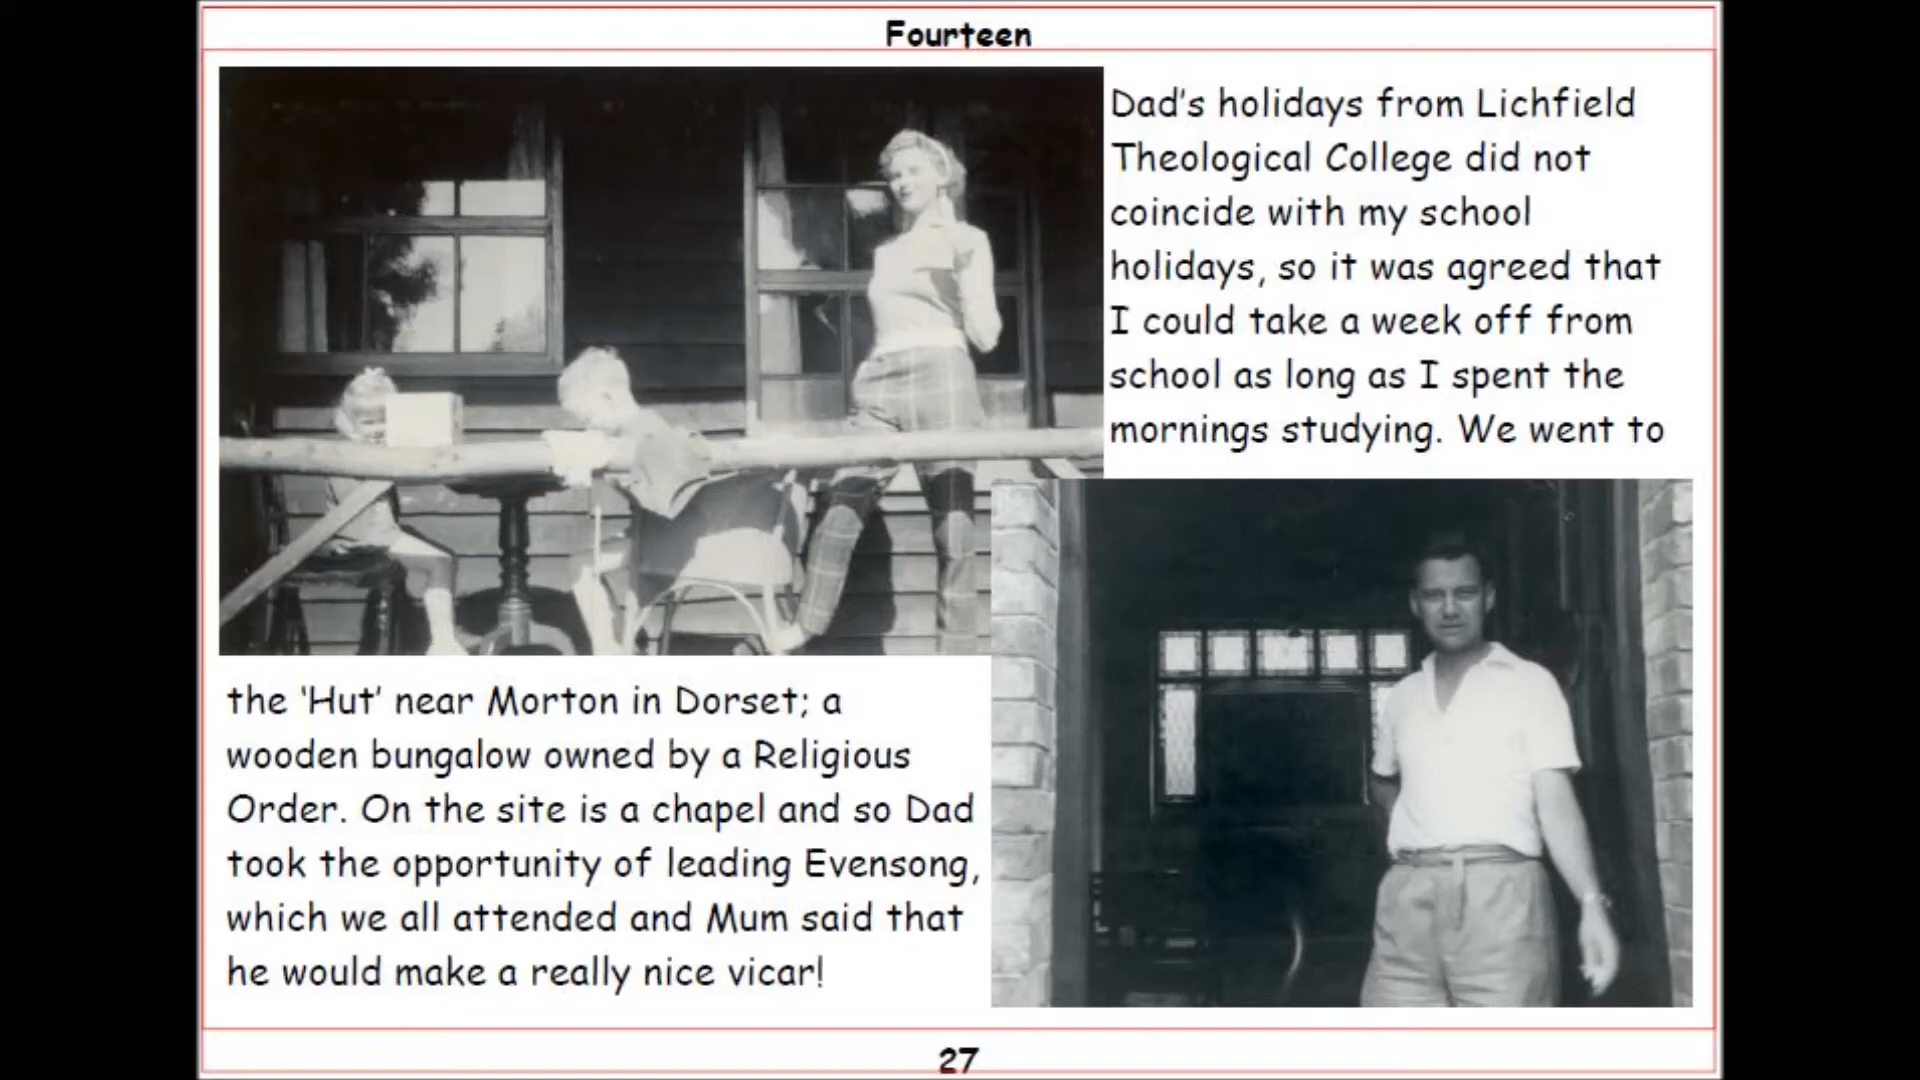 Fourteen
Dad's holidays from Lichfield
Theological College did not
coincide with my school
holidays, so it was agreed that
I could take a week off from
school as long as I spent the
mornings studying. We went to
the 'Hut' near Morton in Dorset; a
wooden bungalow owned by a Religious
Order. On the site is a chapel and so Dad
took the opportunity of leading Evensong,
which we all attended and Mum said that
he would make a really nice vicar!
27